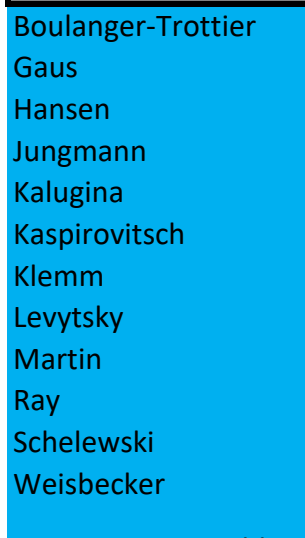 Boulanger-Trottier
Gaus
Hansen
Jungmann
Kalugina
Kaspirovitsch
Klemm
Levytsky
Martin
Ray
Schelewski
Weisbecker